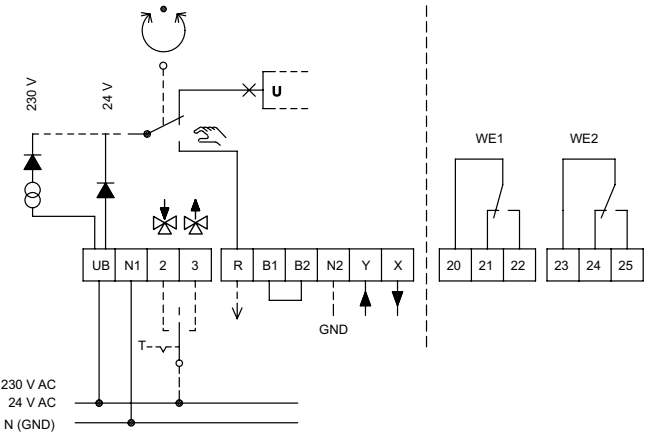 230 V
24 V
U
WE1
WE2
UB N1 2 3
R B1 B2 N2 Y X
20 21 22
23 24 25
GND
T
230 V AC
24 V AC
N (GND)